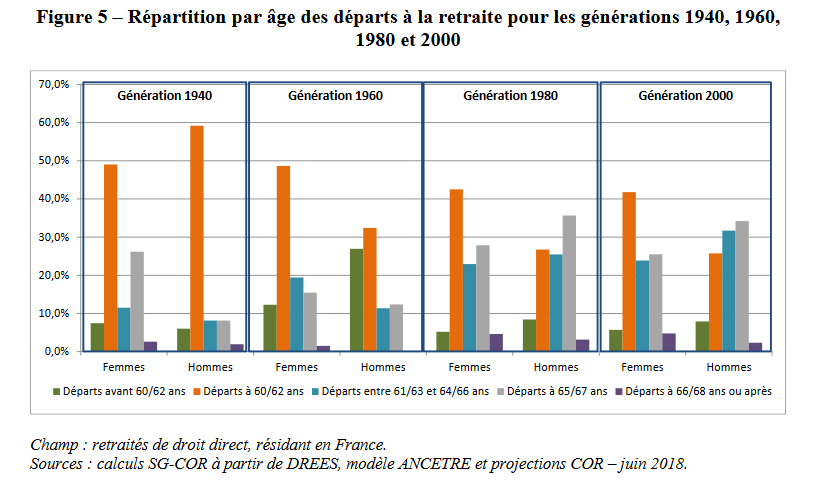 Figure 5 – Répartition par âge des départs à la retraite pour les générations 1940, 1960,
1980 et 2000
70,0%
60,0%
50,0%
40,0%
30,0%
20,0%
10,0%
0,0%
Génération 1940
Génération 1960
Génération 1980
Génération 2000
Femmes
Hommes
Femmes
Hommes
Femmes
Hommes
Femmes
Hommes
Départs avant 60/62 ans
Départs à 60/62 ans
Départs entre 61/63 et 64/66 ans
Départs à 65/67 ans
Départs à 66/68 ans ou après
Champ : retraités de droit direct, résidant en France.
Sources : calculs SG-COR à partir de DREES, modèle ANCETRE et projections COR – juin 2018.